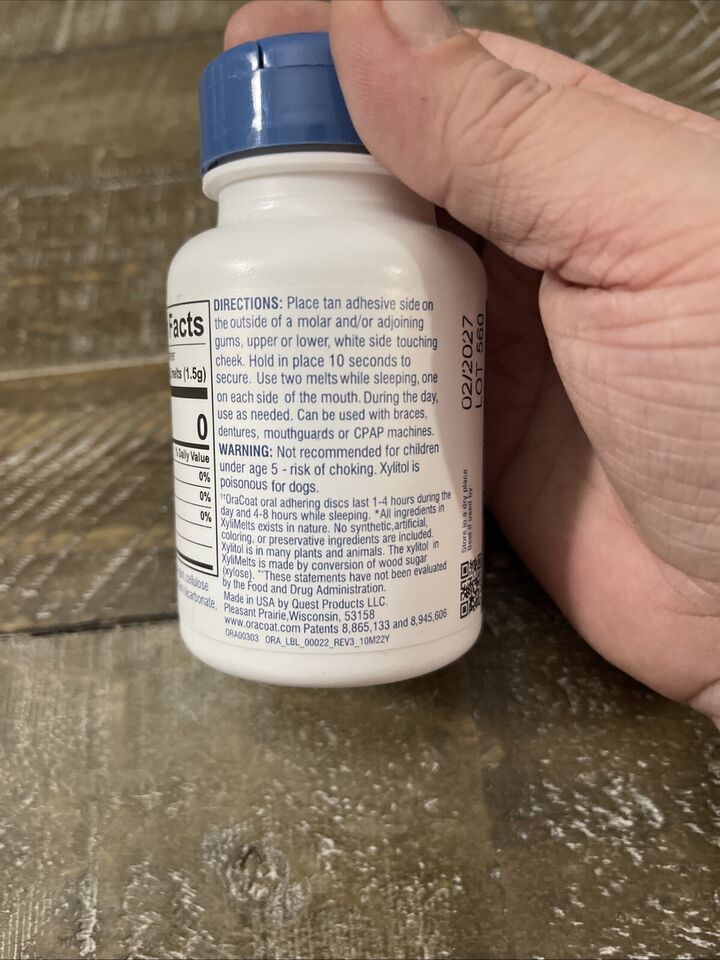 Facts
melts (1.5g)
0
% Daily Value
0%
0%
0%
cellulose
bicarbonate,
DIRECTIONS: Place tan adhesive side on
the outside of a molar and/or adjoining
gums, upper or lower, white side touching
cheek. Hold in place 10 seconds to
secure. Use two melts while sleeping, one
on each side of the mouth. During the day,
use as needed. Can be used with braces,
dentures, mouthguards or CPAP machines.
WARNING: Not recommended for children
under age 5 - risk of choking. Xylitol is
poisonous for dogs.
††OraCoat oral adhering discs last 1-4 hours during the
day and 4-8 hours while sleeping. *All ingredients in
XyliMelts exists in nature. No synthetic, artificial,
coloring, or preservative ingredients are included.
Xylitol is in many plants and animals. The xylitol in
XyliMelts is made by conversion of wood sugar
(xylose). **These statements have not been evaluated
by the Food and Drug Administration.
Made in USA by Quest Products LLC.
Pleasant Prairie, Wisconsin, 53158
www.oracoat.com Patents 8,865,133 and 8,945,606
ORA00303 ORA_LBL_00022_REV3_10M22Y
02/2027
LOT 560
Store in a dry place
Best if used by: